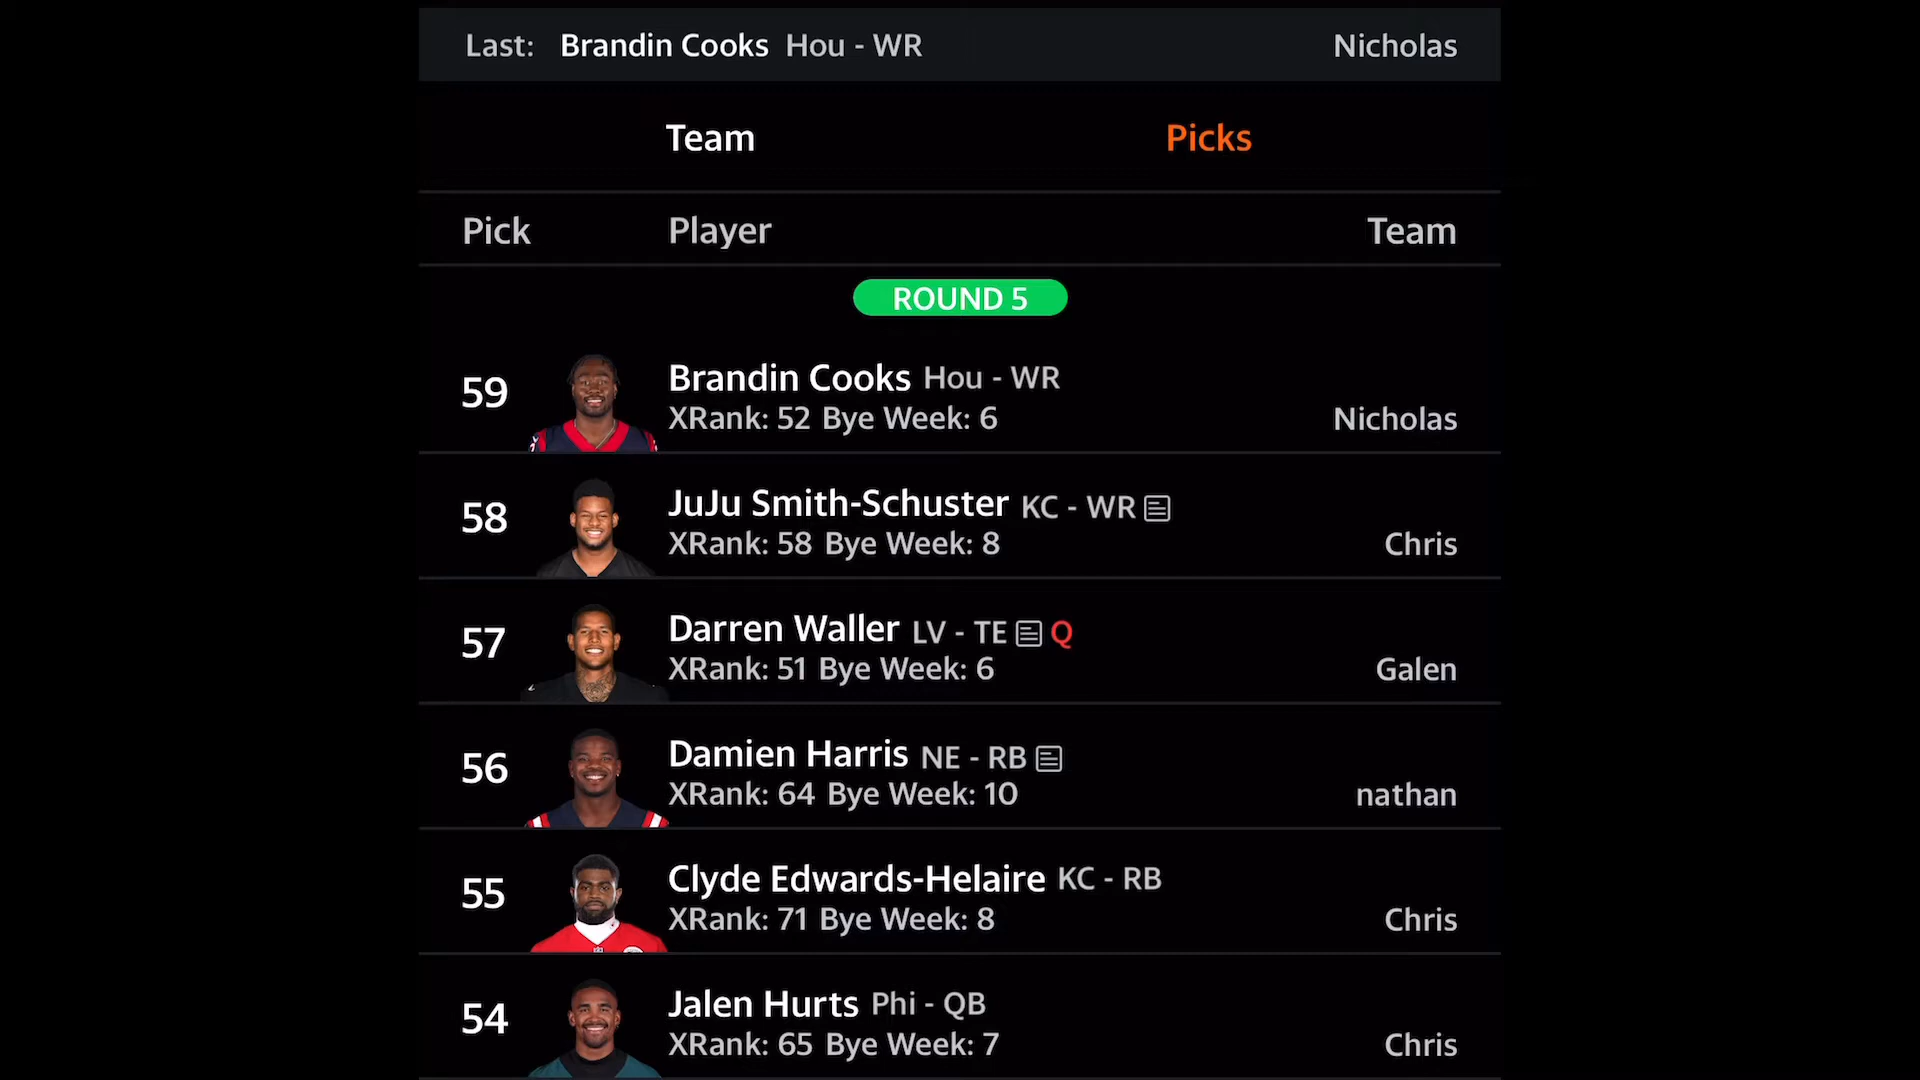 Last: Brandin Cooks Hou - WR Nicholas
Team Picks
Pick Player Team
ROUND 5
59 Brandin Cooks Hou - WR
XRank: 52 Bye Week: 6 Nicholas
58 JuJu Smith-Schuster KC - WR
XRank: 58 Bye Week: 8 Chris
57 Darren Waller LV - TE Q
XRank: 51 Bye Week: 6 Galen
56 Damien Harris NE - RB
XRank: 64 Bye Week: 10 nathan
55 Clyde Edwards-Helaire KC - RB
XRank: 71 Bye Week: 8 Chris
54 Jalen Hurts Phi - QB
XRank: 65 Bye Week: 7 Chris